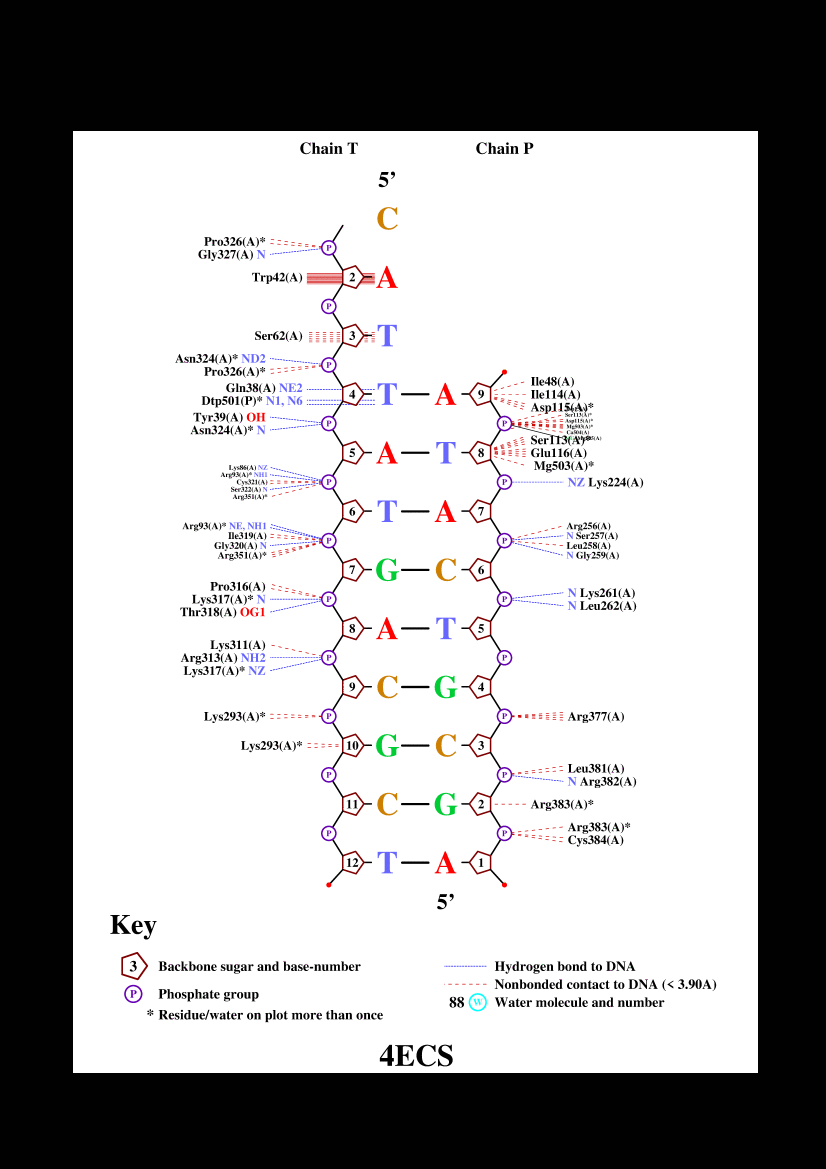 Chain T Chain P
5’
C
Pro326(A)*
Gly327(A) N
P
Trp42(A) 2 A
P
Ser62(A) 3 T
Asn324(A)* ND2
P
Pro326(A)*
Gln38(A) NE2
Dtp501(P)* N1, N6
4 T A 9
Ile48(A)
Ile114(A)
Asp115(A)*
Tyr39(A) OH
Asn324(A)* N
P P
Ser113(A)*
Asp115(A)*
Mg503(A)*
Ca504(A)
5 A T 8
Ser113(A)*
Glu116(A)
Mg503(A)*
Lys86(A) NZ
Arg93(A)* NH1
Cys321(A)
Ser322(A) N
Arg351(A)*
P P NZ Lys224(A)
6 T A 7
Arg93(A)* NE, NH1
Ile319(A)
Gly320(A) N
Arg351(A)*
P P
Arg256(A)
N Ser257(A)
Leu258(A)
N Gly259(A)
7 G C 6
Pro316(A)
Lys317(A)* N
Thr318(A) OG1
P P
N Lys261(A)
N Leu262(A)
8 A T 5
Lys311(A)
Arg313(A) NH2
Lys317(A)* NZ
P P
9 C G 4
Lys293(A)* P P Arg377(A)
Lys293(A)* 10 G C 3
P P
Leu381(A)
N Arg382(A)
11 C G 2 Arg383(A)*
P P
Arg383(A)*
Cys384(A)
12 T A 1
5’
Key
3 Backbone sugar and base-number
P Phosphate group
* Residue/water on plot more than once
Hydrogen bond to DNA
Nonbonded contact to DNA (< 3.90A)
88 W Water molecule and number
4ECS